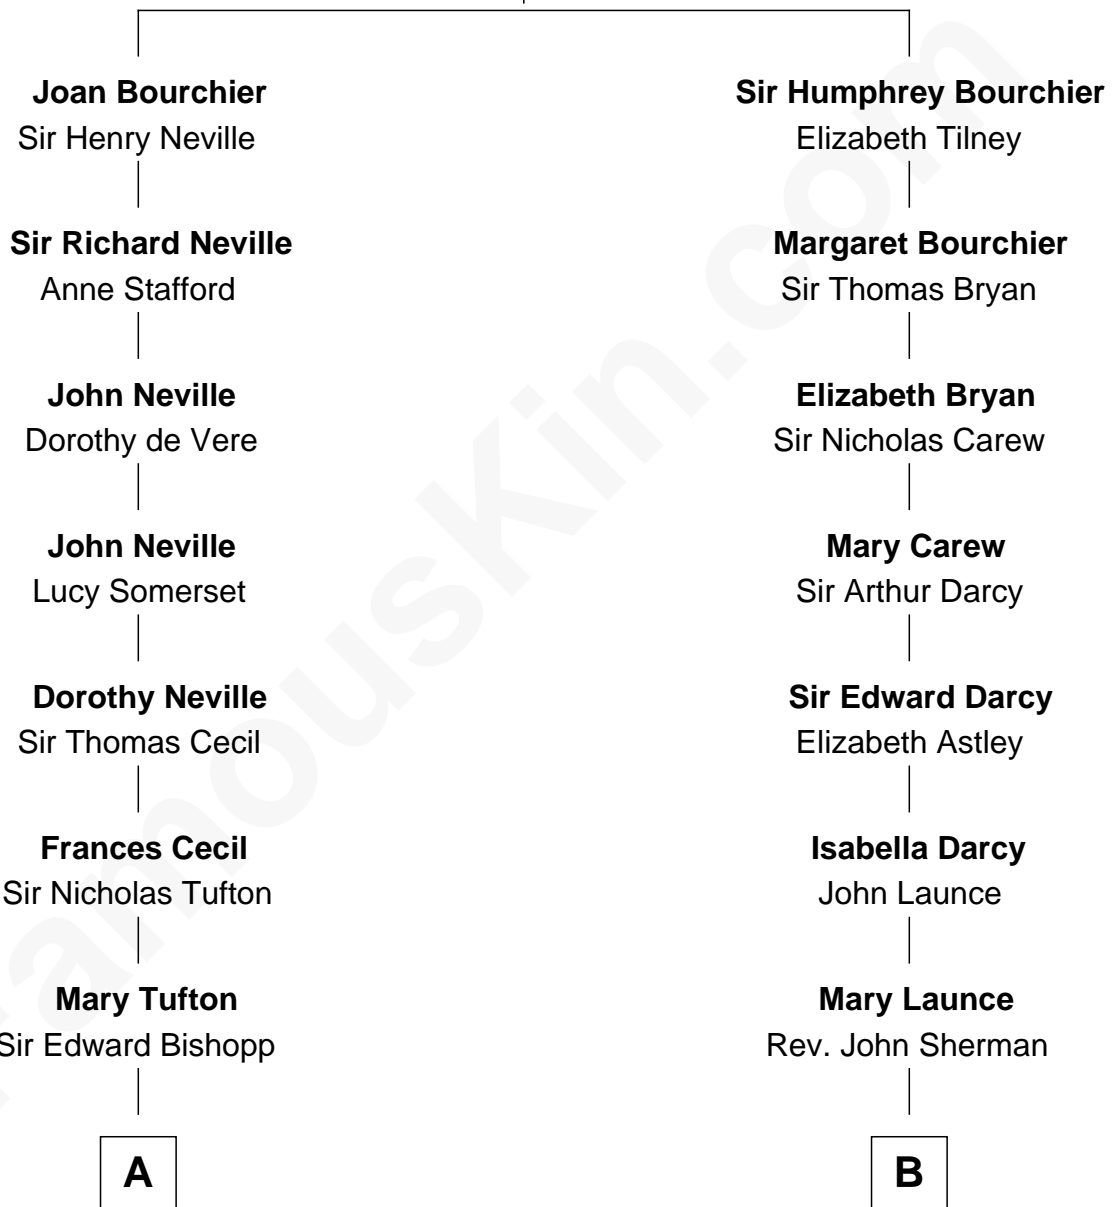 Joan Bourchier
Sir Henry Neville
Sir Richard Neville
Anne Stafford
John Neville
Dorothy de Vere
John Neville
Lucy Somerset
Dorothy Neville
Sir Thomas Cecil
Frances Cecil
Sir Nicholas Tufton
Mary Tufton
Sir Edward Bishopp
A
Sir Humphrey Bourchier
Elizabeth Tilney
Margaret Bourchier
Sir Thomas Bryan
Elizabeth Bryan
Sir Nicholas Carew
Mary Carew
Sir Arthur Darcy
Sir Edward Darcy
Elizabeth Astley
Isabella Darcy
John Launce
Mary Launce
Rev. John Sherman
B
FamousKin.com